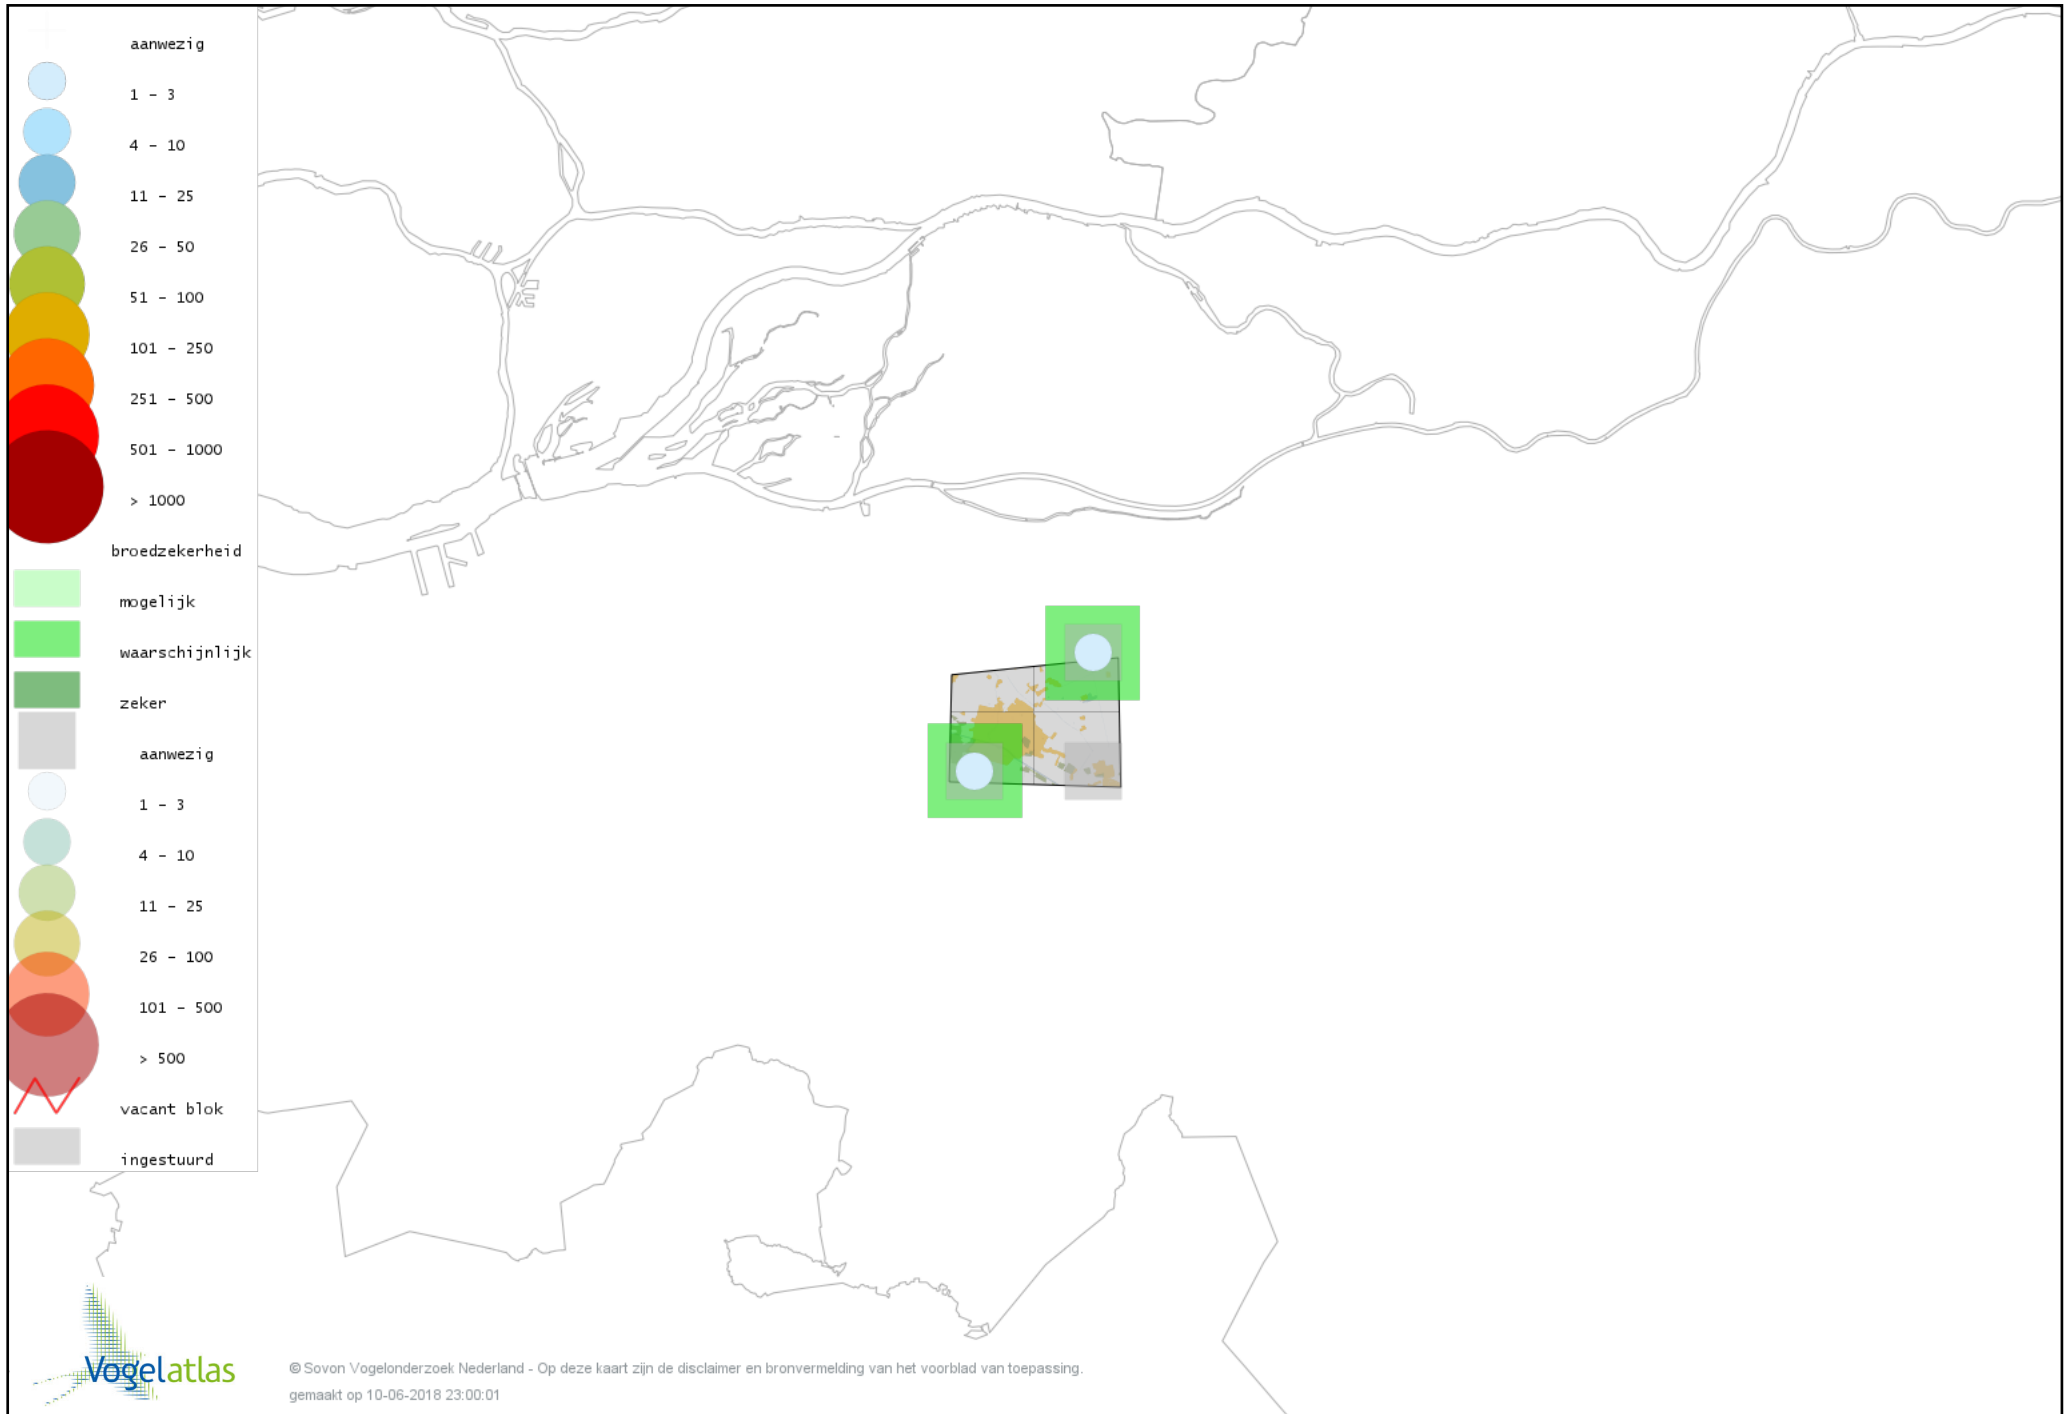 aanwezig
1 - 3
4 - 10
11 - 25
26 - 50
51 - 100
101 - 250
251 - 500
501 - 1000
> 1000
broedzekerheid
mogelijk
waarschijnlijk
zeker
aanwezig
1 - 3
4 - 10
11 - 25
26 - 100
101 - 500
> 500
vacant blok
ingestuurd
Vogelatlas
© Sovon Vogelonderzoek Nederland - Op deze kaart zijn de disclaimer en bronvermelding van het voorblad van toepassing.
gemaakt op 10-06-2018 23:00:01